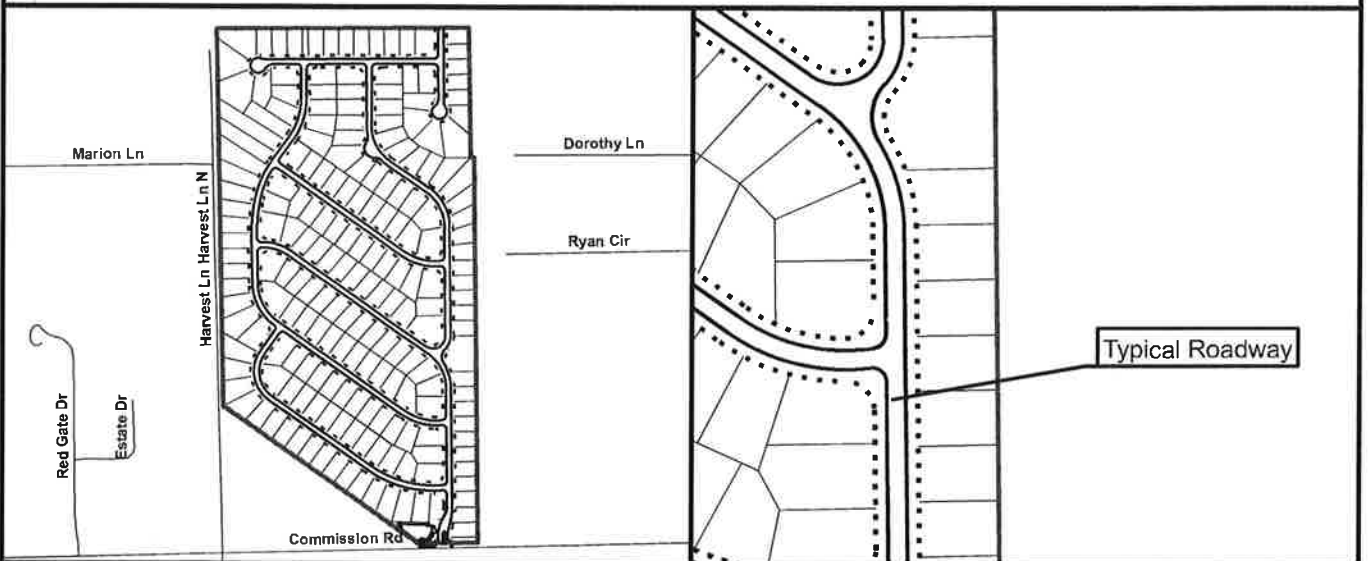 Marion Ln
Harvest Ln N
Harvest Ln
Dorothy Ln
Ryan Cir
Red Gate Dr
Estate Dr
Commission Rd
Typical Roadway